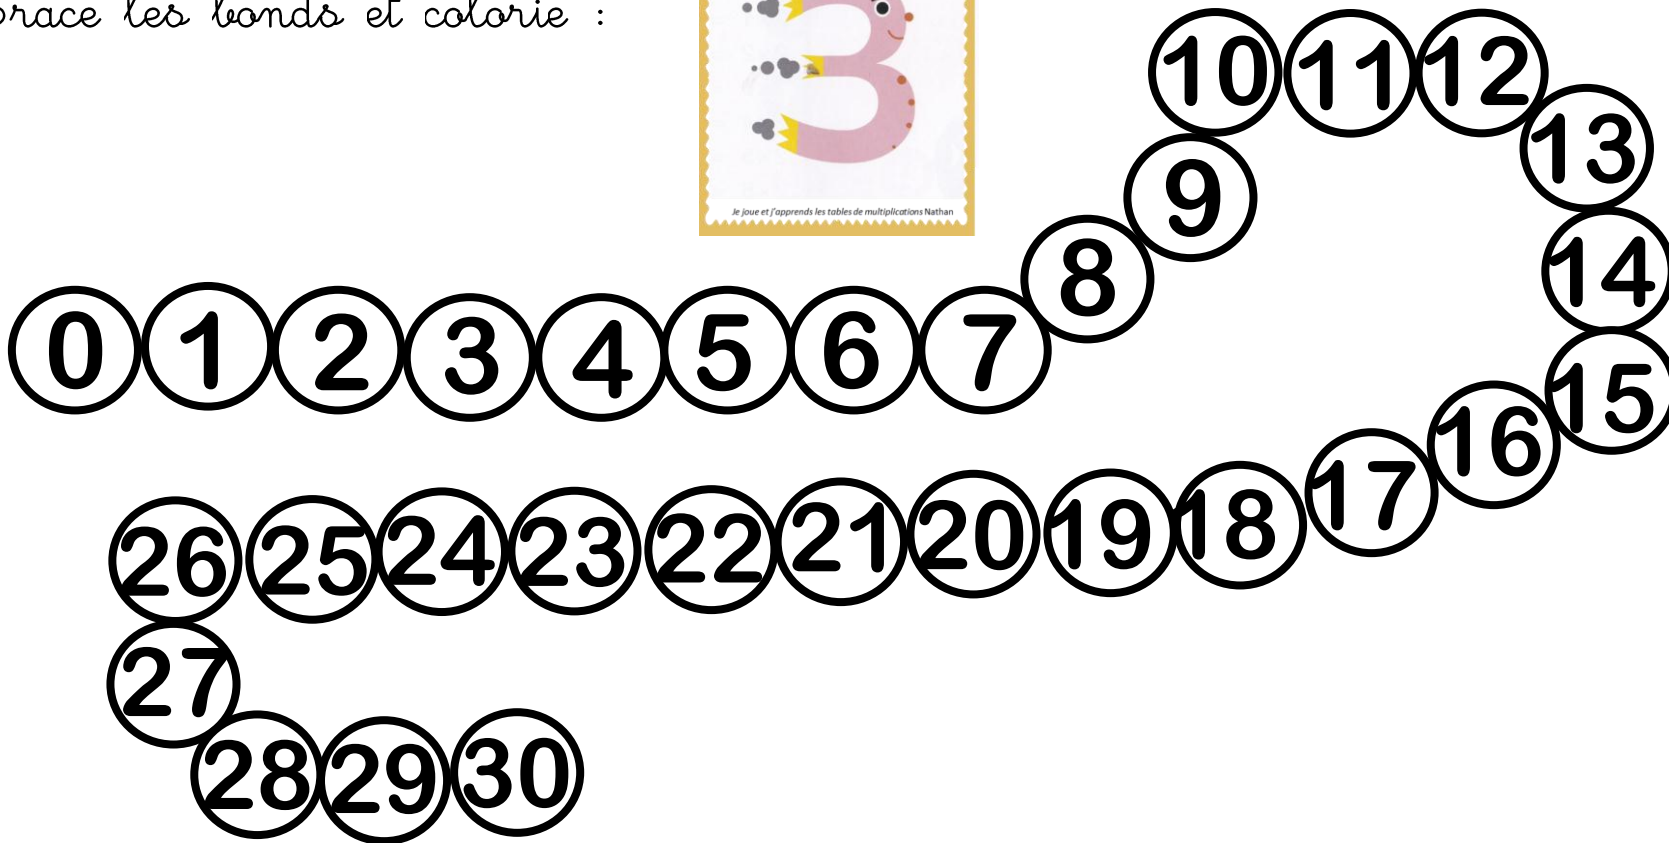 les bonds et colorie :
3
Je joue et j'apprends les tables de multiplications Nathan
0 1 2 3 4 5 6 7 8 9 10 11 12 13 14 15 16 17 18 19 20 21 22 23 24 25 26 27 28 29 30